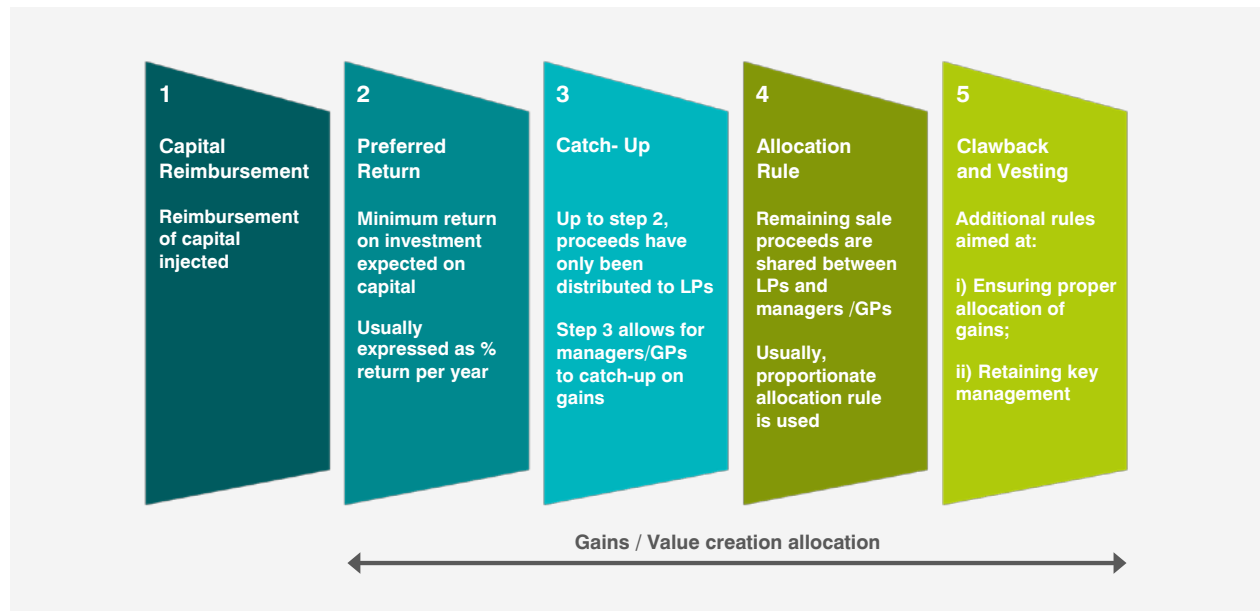 1
Capital
Reimbursement
Reimbursement
of capital
injected
2
Preferred
Return
Minimum return
on investment
expected on
capital
Usually
expressed as %
return per year
3
Catch- Up
Up to step 2,
proceeds have
only been
distributed to LPs
Step 3 allows for
managers/GPs
to catch-up on
gains
4
Allocation
Rule
Remaining sale
proceeds are
shared between
LPs and
managers /GPs
Usually,
proportionate
allocation rule
is used
5
Clawback
and Vesting
Additional rules
aimed at:
i) Ensuring proper
allocation of
gains;
ii) Retaining key
management
Gains / Value creation allocation